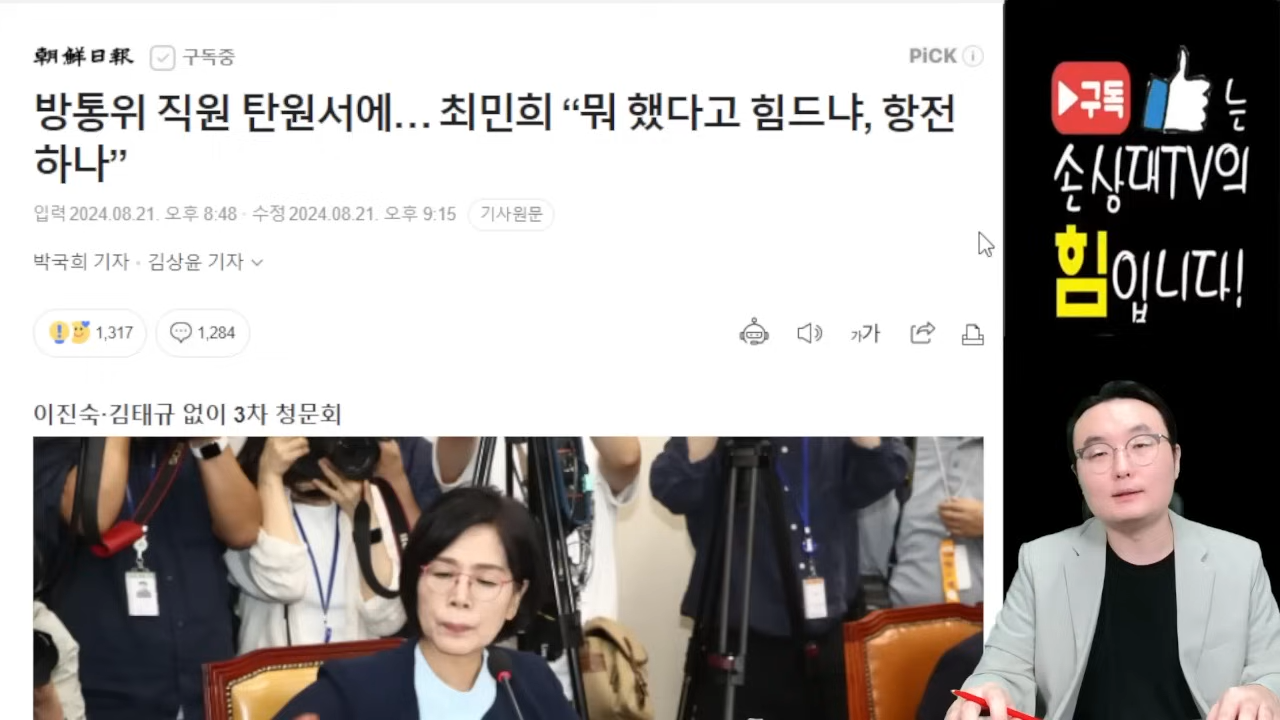 朝鮮日報 구독중
PiCK
방통위 직원 탄원서에… 최민희 “뭐 했다고 힘드냐, 항전
하나”
입력 2024.08.21. 오후 8:48 · 수정 2024.08.21. 오후 9:15 기사원문
박국희 기자 · 김상윤 기자
1,317 1,284
가가
이진숙·김태규 없이 3차 청문회
구독 는
손상대TV의
힘입니다!